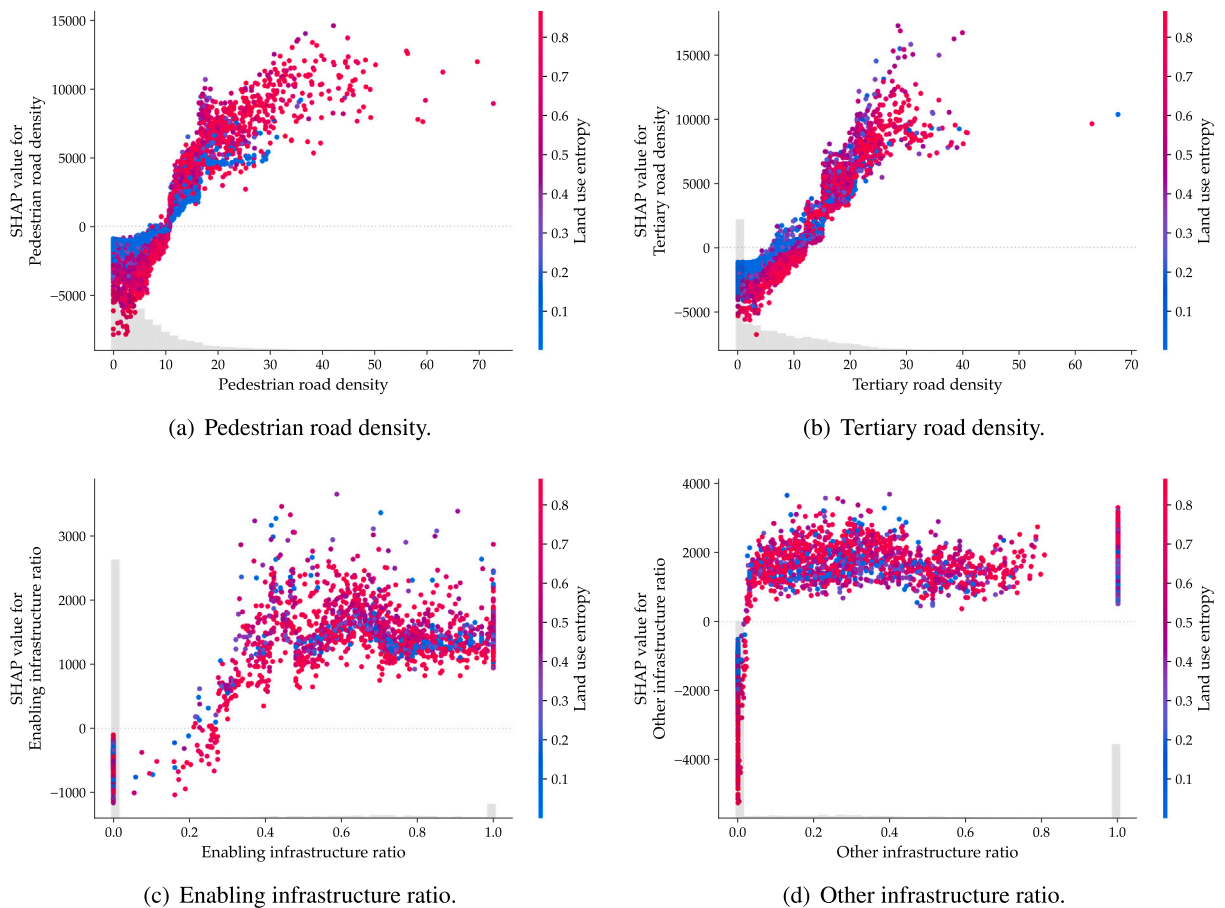 15000
10000
5000
0
−5000
SHAP value for
Pedestrian road density
0 10 20 30 40 50 60 70
Pedestrian road density
0.8
0.7
0.6
0.5
0.4
0.3
0.2
0.1
Land use entropy
(a) Pedestrian road density.
15000
10000
5000
0
−5000
SHAP value for
Tertiary road density
0 10 20 30 40 50 60 70
Tertiary road density
0.8
0.7
0.6
0.5
0.4
0.3
0.2
0.1
Land use entropy
(b) Tertiary road density.
3000
2000
1000
0
−1000
SHAP value for
Enabling infrastructure ratio
0.0 0.2 0.4 0.6 0.8 1.0
Enabling infrastructure ratio
0.8
0.7
0.6
0.5
0.4
0.3
0.2
0.1
Land use entropy
(c) Enabling infrastructure ratio.
4000
2000
0
−2000
−4000
SHAP value for
Other infrastructure ratio
0.0 0.2 0.4 0.6 0.8 1.0
Other infrastructure ratio
0.8
0.7
0.6
0.5
0.4
0.3
0.2
0.1
Land use entropy
(d) Other infrastructure ratio.